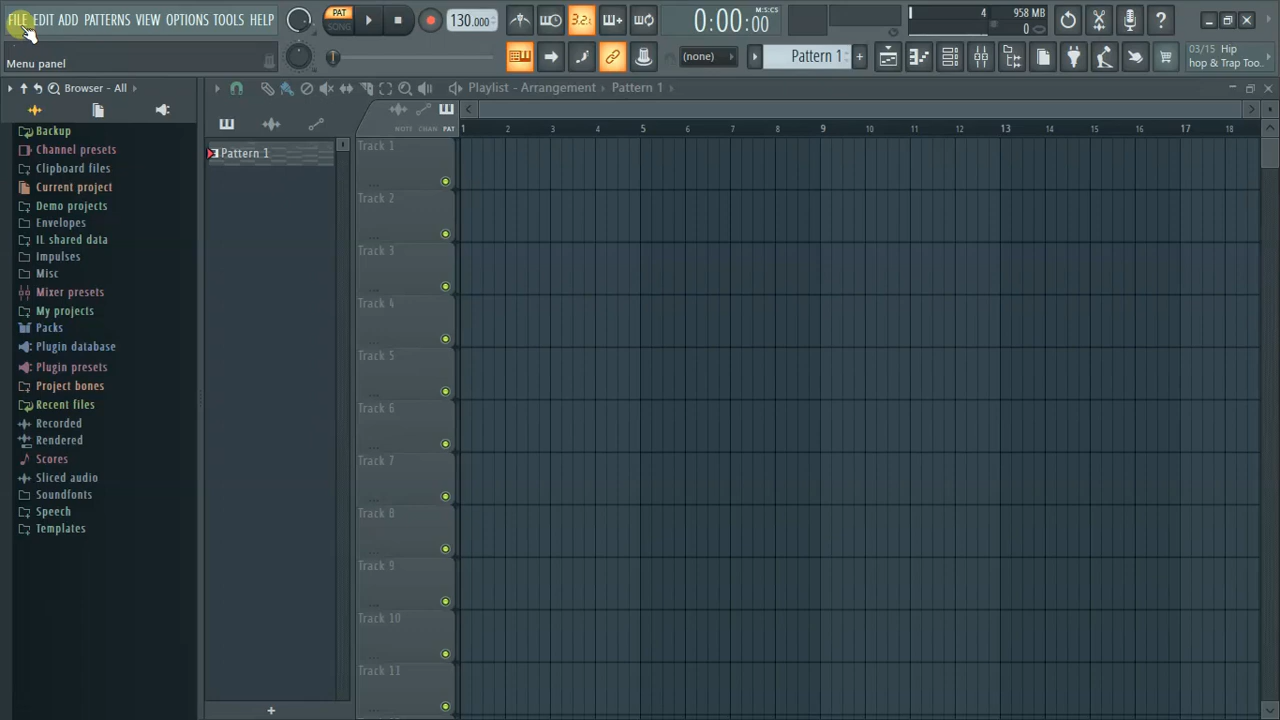 FILE EDIT ADD PATTERNS VIEW OPTIONS TOOLS HELP
PAT
SONG
130.000
3.2.
0:00:00
M:S:CS
4
958 MB
0
Menu panel
(none)
Pattern 1
+
03/15 Hip
hop & Trap Too..
Browser - All
Playlist - Arrangement
Pattern 1
NOTE CHAN PAT
1 2 3 4 5 6 7 8 9 10 11 12 13 14 15 16 17 18
Backup
Channel presets
Clipboard files
Current project
Demo projects
Envelopes
IL shared data
Impulses
Misc
Mixer presets
My projects
Packs
Plugin database
Plugin presets
Project bones
Recent files
Recorded
Rendered
Scores
Sliced audio
Soundfonts
Speech
Templates
Pattern 1
+
Track 1
Track 2
Track 3
Track 4
Track 5
Track 6
Track 7
Track 8
Track 9
Track 10
Track 11